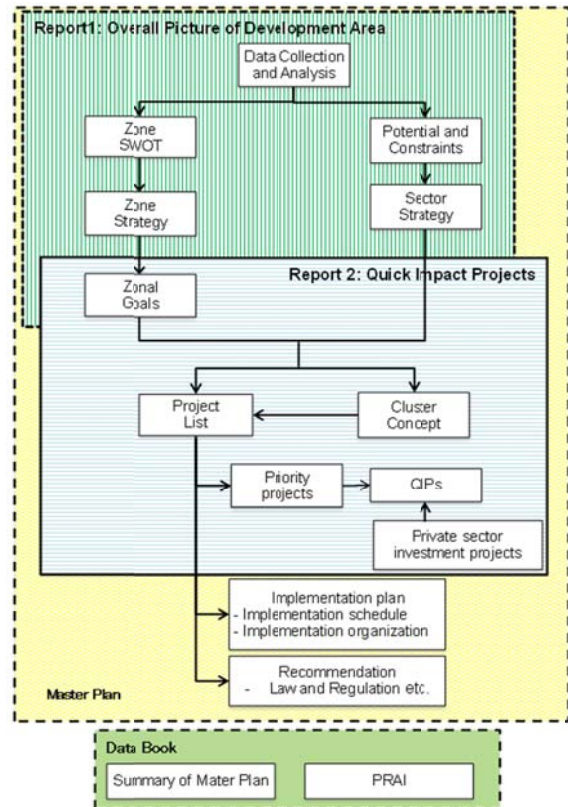 Report1: Overall Picture of Development Area
Data Collection
and Analysis
Zone
SWOT
Potential and
Constraints
Zone
Strategy
Sector
Strategy
Report 2: Quick Impact Projects
Zonal
Goals
Project
List
Cluster
Concept
Priority
projects
QIPs
Private sector
investment projects
Implementation plan
- Implementation schedule
- Implementation organization
Recommendation
- Law and Regulation etc.
Master Plan
Data Book
Summary of Mater Plan
PRAI